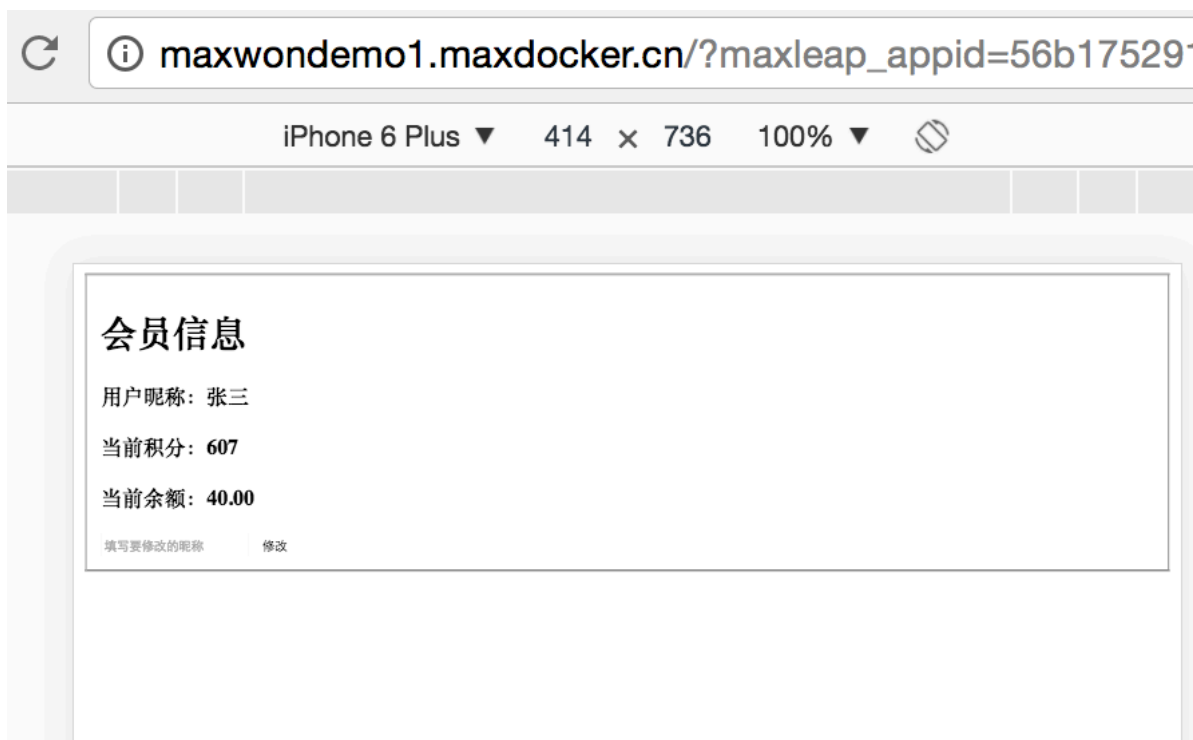 maxwondemo1.maxdocker.cn/?maxleap_appid=56b17529
iPhone 6 Plus ▼ 414 × 736 100% ▼
会员信息
用户昵称：张三
当前积分：607
当前余额：40.00
填写要修改的昵称 修改